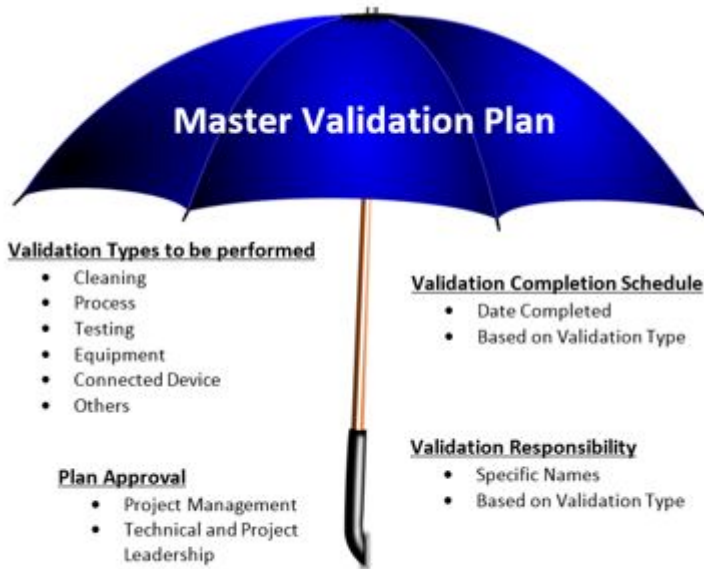 Master Validation Plan
Validation Types to be performed
• Cleaning
• Process
• Testing
• Equipment
• Connected Device
• Others
Validation Completion Schedule
• Date Completed
• Based on Validation Type
Plan Approval
• Project Management
• Technical and Project
Leadership
Validation Responsibility
• Specific Names
• Based on Validation Type